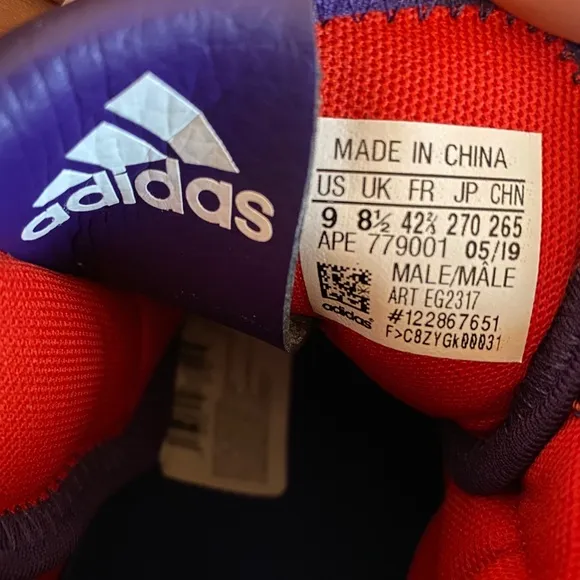 adidas
MADE IN CHINA
US UK FR JP CHN
9 8½ 42⅔ 270 265
APE 779001 05/19
MALE/MÂLE
ART EG2317
adidas #122867651
F>C8ZYGk00031